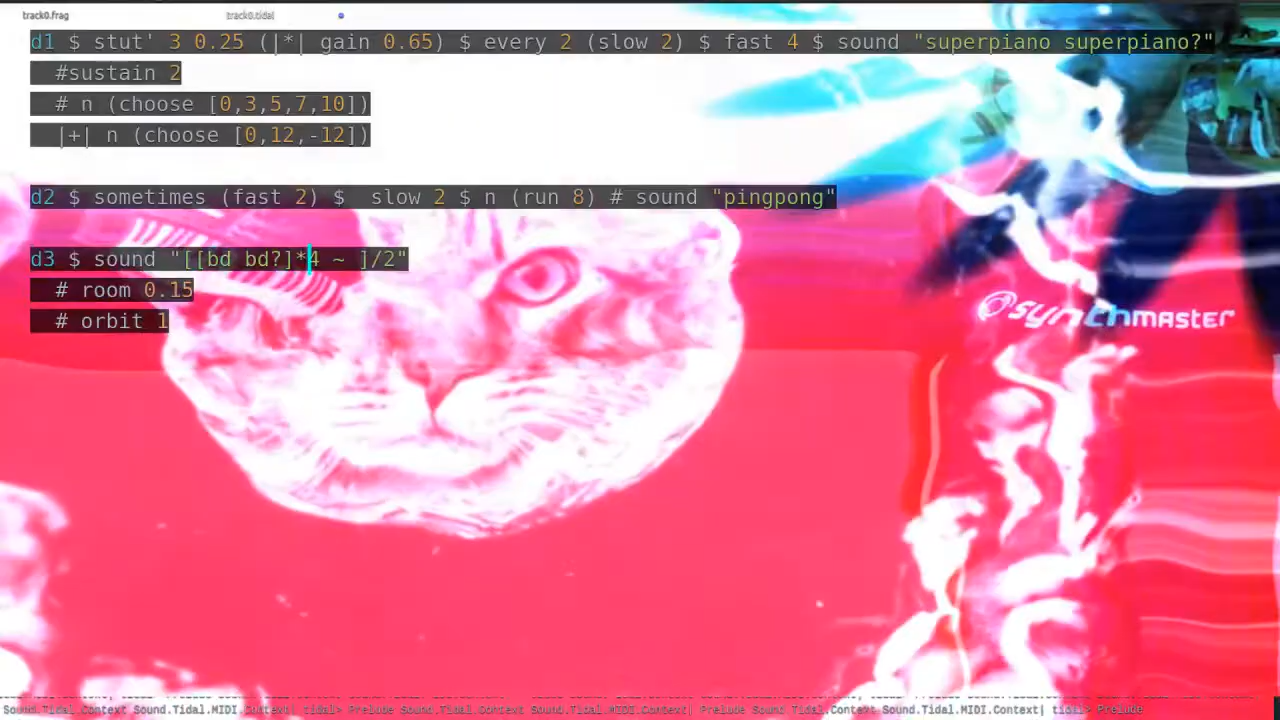 track0.frag track0.tidal
d1 $ stut' 3 0.25 (|*| gain 0.65) $ every 2 (slow 2) $ fast 4 $ sound "superpiano superpiano?"
#sustain 2
# n (choose [0,3,5,7,10])
|+| n (choose [0,12,-12])
d2 $ sometimes (fast 2) $  slow 2 $ n (run 8) # sound "pingpong"
d3 $ sound "[[bd bd?]*4 ~ ]/2"
# room 0.15
# orbit 1
synthmaster
Sound.Tidal.Context Sound.Tidal.MIDI.Context| tidal> Prelude Sound.Tidal.Context Sound.Tidal.MIDI.Context| Prelude Sound Tidal.Context Sound.Tidal.MIDI.Context| tidal> Prelude